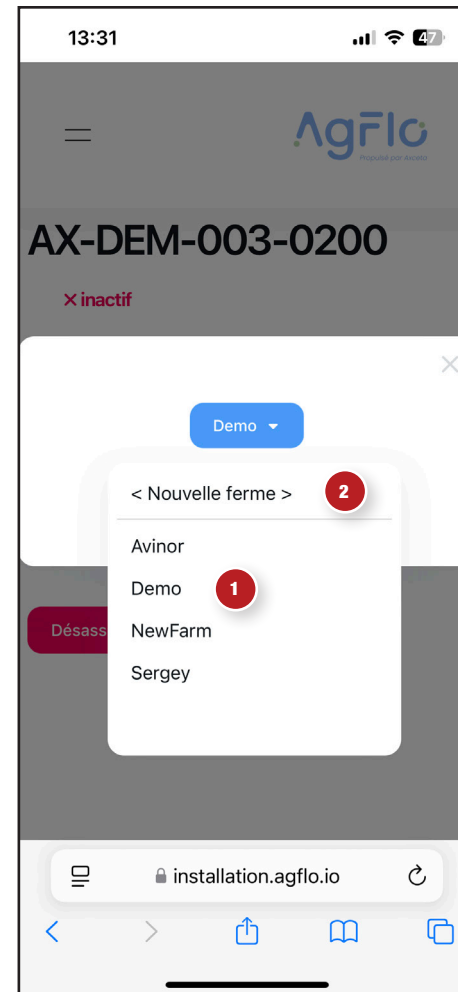 13:31
47
AgFlo
Propulsé par Axceta
AX-DEM-003-0200
× inactif
Demo
< Nouvelle ferme >
2
Avinor
Demo
1
Désass
NewFarm
Sergey
installation.agflo.io